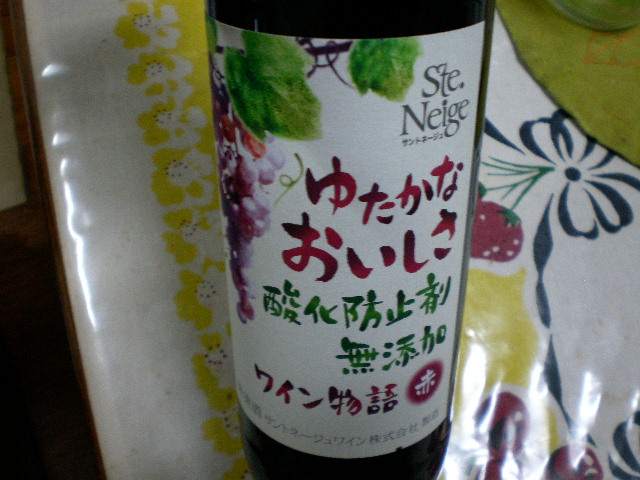 Ste.
Neige
サントネージュ
ゆたかな
おいしさ
酸化防止剤
無添加
ワイン物語 赤
サントネージュワイン株式会社 製造